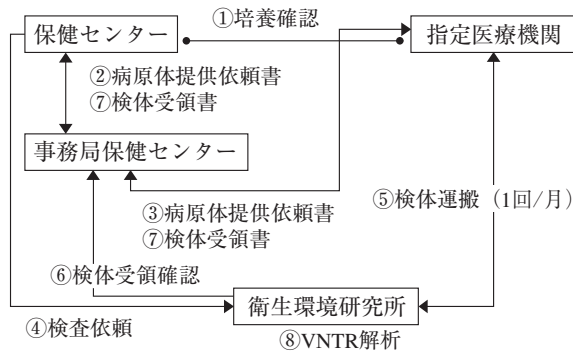 ①培養確認
保健センター
指定医療機関
②病原体提供依頼書
⑦検体受領書
事務局保健センター
③病原体提供依頼書
⑦検体受領書
⑤検体運搬（1回/月）
⑥検体受領確認
衛生環境研究所
④検査依頼
⑧VNTR解析